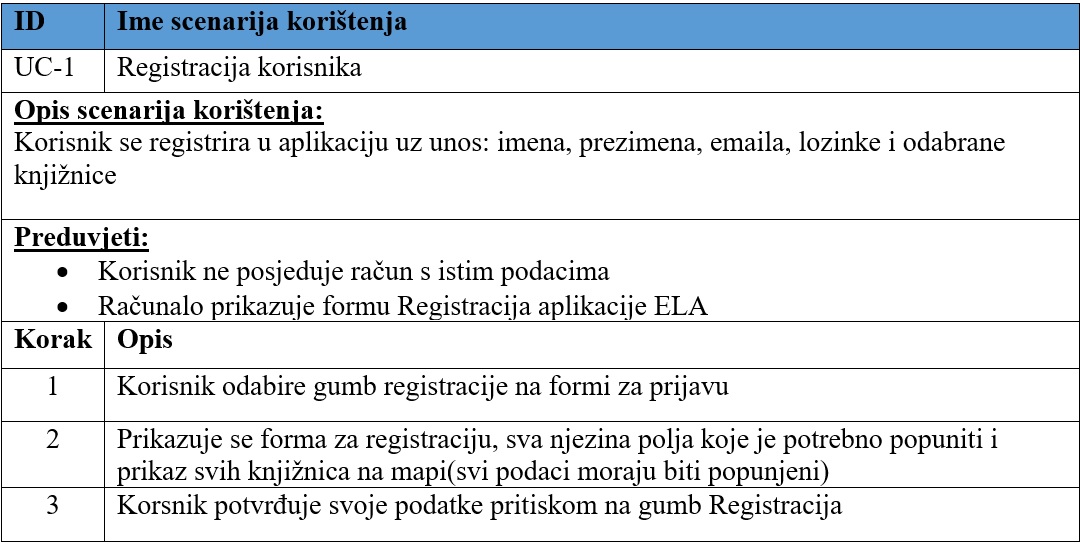 ID Ime scenarija korištenja
UC-1 Registracija korisnika
Opis scenarija korištenja:
Korisnik se registrira u aplikaciju uz unos: imena, prezimena, emaila, lozinke i odabrane
knjižnice
Preduvjeti:
• Korisnik ne posjeduje račun s istim podacima
• Računalo prikazuje formu Registracija aplikacije ELA
Korak Opis
1 Korisnik odabire gumb registracije na formi za prijavu
2 Prikazuje se forma za registraciju, sva njezina polja koje je potrebno popuniti i
prikaz svih knjižnica na mapi(svi podaci moraju biti popunjeni)
3 Korsnik potvrđuje svoje podatke pritiskom na gumb Registracija